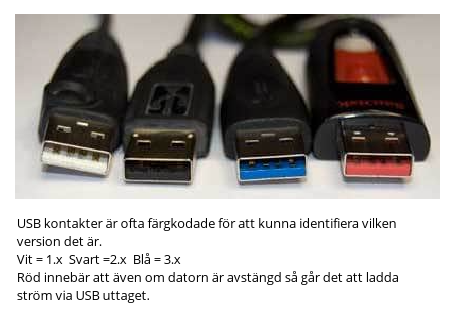 USB kontakter är ofta färgkodade för att kunna identifiera vilken
version det är.
Vit = 1.x  Svart =2.x  Blå = 3.x
Röd innebär att även om datorn är avstängd så går det att ladda
ström via USB uttaget.